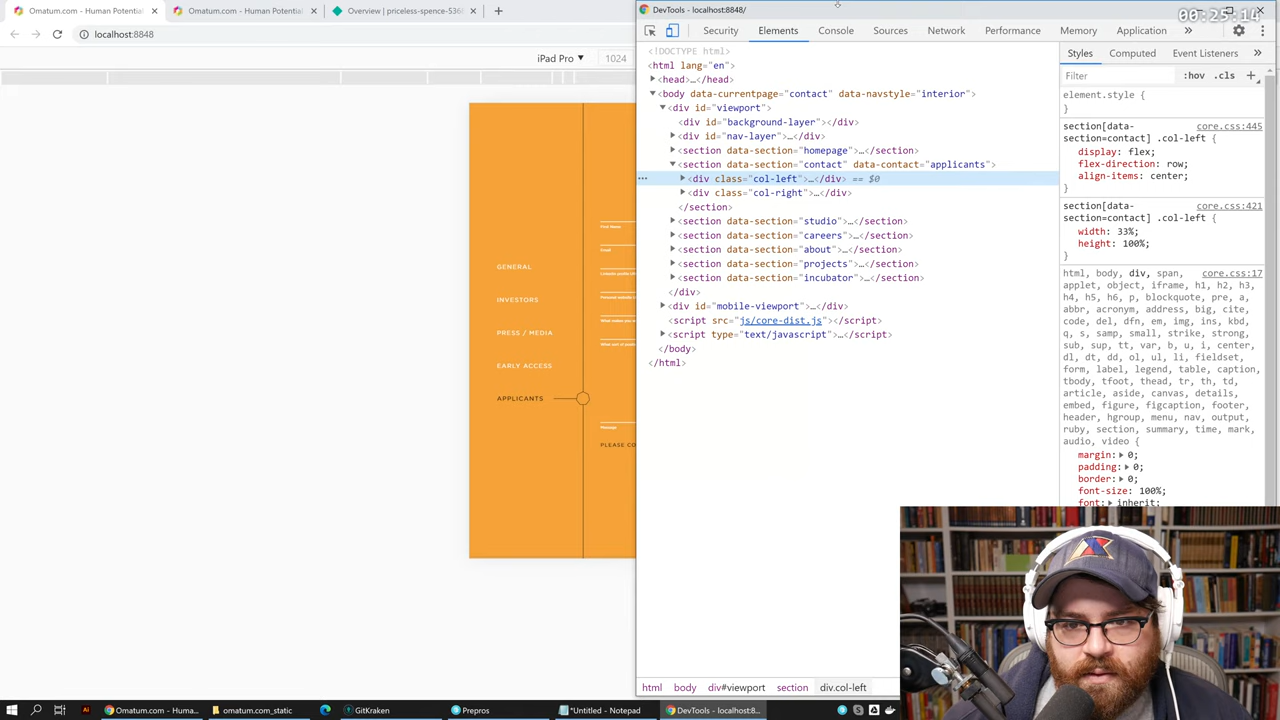 Omatum.com - Human Potential
Omatum.com - Human Potential
Overview | priceless-spence-5368
DevTools - localhost:8848/
00:25:14
localhost:8848
iPad Pro ▼
1024
Security
Elements
Console
Sources
Network
Performance
Memory
Application
»
<!DOCTYPE html>
<html lang="en">
<head>…</head>
<body data-currentpage="contact" data-navstyle="interior">
<div id="viewport">
<div id="background-layer"></div>
<div id="nav-layer">…</div>
<section data-section="homepage">…</section>
<section data-section="contact" data-contact="applicants">
<div class="col-left">…</div> == $0
<div class="col-right">…</div>
</section>
<section data-section="studio">…</section>
<section data-section="careers">…</section>
<section data-section="about">…</section>
<section data-section="projects">…</section>
<section data-section="incubator">…</section>
</div>
<div id="mobile-viewport">…</div>
<script src="js/core-dist.js"></script>
<script type="text/javascript">…</script>
</body>
</html>
Styles
Computed
Event Listeners
»
Filter
:hov
.cls
+
element.style {
}
section[data-
core.css:445
section=contact] .col-left {
display: flex;
flex-direction: row;
align-items: center;
}
section[data-
core.css:421
section=contact] .col-left {
width: 33%;
height: 100%;
}
html, body, div, span,
core.css:17
applet, object, iframe, h1, h2, h3,
h4, h5, h6, p, blockquote, pre, a,
abbr, acronym, address, big, cite,
code, del, dfn, em, img, ins, kbd,
q, s, samp, small, strike, strong,
sub, sup, tt, var, b, u, i, center,
dl, dt, dd, ol, ul, li, fieldset,
form, label, legend, table, caption,
tbody, tfoot, thead, tr, th, td,
article, aside, canvas, details,
embed, figure, figcaption, footer,
header, hgroup, menu, nav, output,
ruby, section, summary, time, mark,
audio, video {
margin: 0;
padding: 0;
border: 0;
font-size: 100%;
font: inherit;
GENERAL
INVESTORS
PRESS / MEDIA
EARLY ACCESS
APPLICANTS
First Name
Email
Message
PLEASE CO
html
body
div#viewport
section
div.col-left
Omatum.com - Huma...
omatum.com_static
GitKraken
Prepros
*Untitled - Notepad
DevTools - localhost:8...